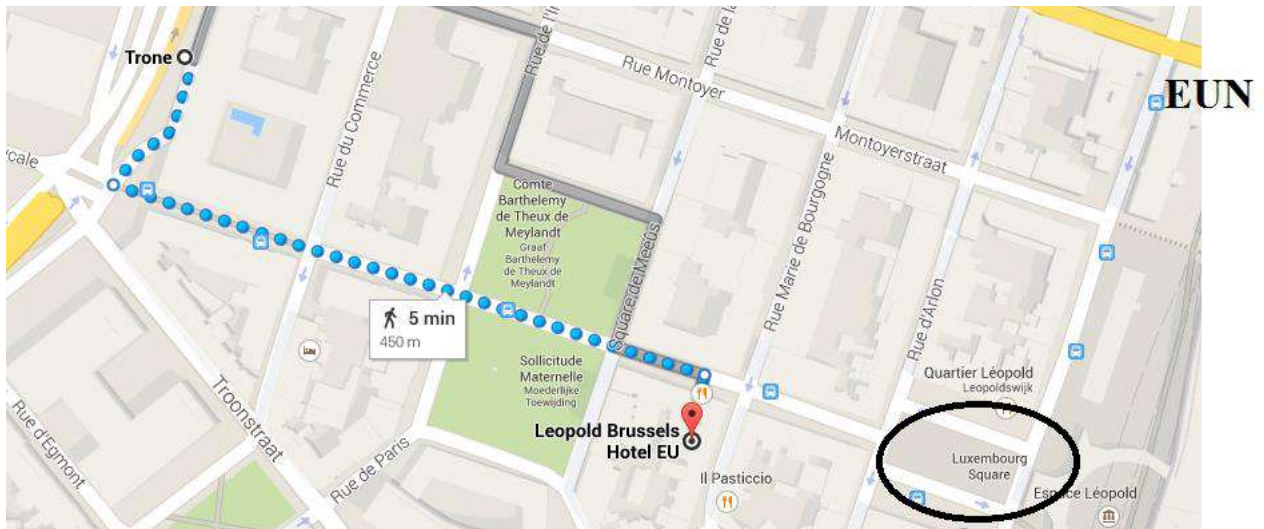 Trone
EUN
Rue du Commerce
Rue Montoyer
Montoyerstraat
Rue Marie de Bourgogne
Comte
Barthelemy
de Theux de
Meylandt
Graaf
Barthelemy
de Theux de
Meylandt
Square de Meeûs
5 min
450 m
Rue d'Arlon
Sollicitude
Maternelle
Moederlijke
Toewijding
Quartier Léopold
Leopoldswijk
Troonstraat
Rue d'Egmont
Rue de Paris
Leopold Brussels
Hotel EU
Il Pasticcio
Luxembourg
Square
Espace Léopold